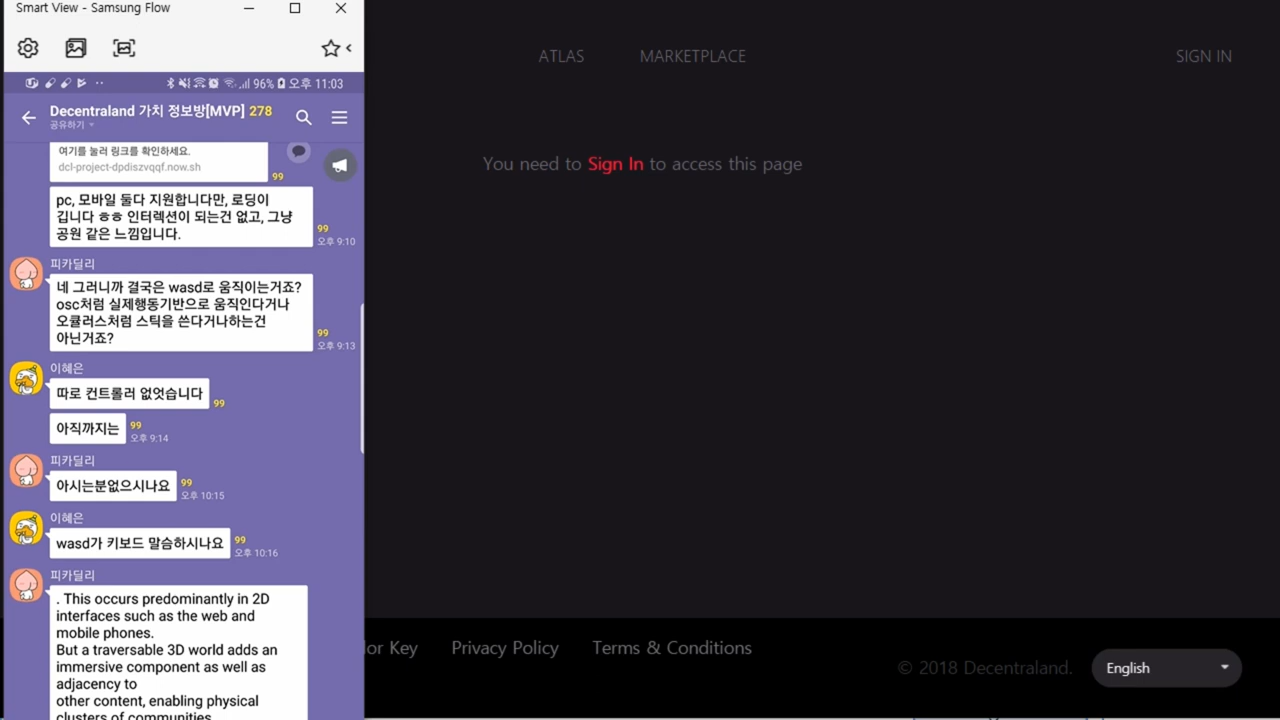 Smart View - Samsung Flow
96% 오후 11:03
Decentraland 가치 정보방[MVP] 278
공유하기
여기를 눌러 링크를 확인하세요.
dcl-project-dpdiszvqqf.now.sh
99
pc, 모바일 둘다 지원합니다만, 로딩이
깁니다 ㅎㅎ 인터렉션이 되는건 없고, 그냥
공원 같은 느낌입니다.
99
오후 9:10
피카딜리
네 그러니까 결국은 wasd로 움직이는거죠?
osc처럼 실제행동기반으로 움직인다거나
오큘러스처럼 스틱을 쓴다거나하는건
아닌거죠?
99
오후 9:13
이혜은
따로 컨트롤러 없엇습니다
99
아직까지는
99
오후 9:14
피카딜리
아시는분없으시나요
99
오후 10:15
이혜은
wasd가 키보드 말씀하시나요
99
오후 10:16
피카딜리
. This occurs predominantly in 2D
interfaces such as the web and
mobile phones.
But a traversable 3D world adds an
immersive component as well as
adjacency to
other content, enabling physical
clusters of communities
ATLAS MARKETPLACE SIGN IN
You need to Sign In to access this page
Key Privacy Policy Terms & Conditions
© 2018 Decentraland.
English